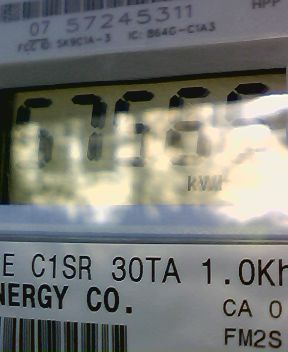 HPP
07 57245311
FCC ID: SK9C1A-3 IC: 864G-C1A3
kWh
E C1SR 30TA 1.0Kh
NERGY CO.
CA 0
FM2S